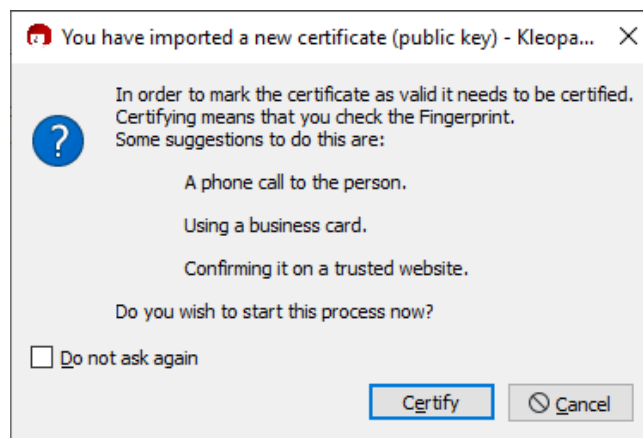 You have imported a new certificate (public key) - Kleopa...
In order to mark the certificate as valid it needs to be certified.
Certifying means that you check the Fingerprint.
Some suggestions to do this are:
A phone call to the person.
Using a business card.
Confirming it on a trusted website.
Do you wish to start this process now?
Do not ask again
Certify
Cancel